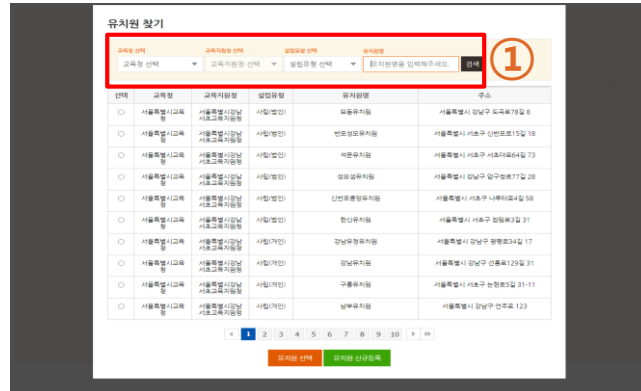 유치원 찾기
교육청 선택 교육지원청 선택 설립유형 선택 유치원명
교육청 선택 교육지원청 선택 설립유형 선택 유치원명을 입력해주세요. 검색
①
선택 교육청 교육지원청 설립유형 유치원명 주소
서울특별시교육청 서울특별시강남서초교육지원청 사립(법인) 서울특별시 강남구 도곡로78길 8
서울특별시교육청 서울특별시강남서초교육지원청 사립(법인) 반포성모유치원 서울특별시 서초구 신반포로15길 18
서울특별시교육청 서울특별시강남서초교육지원청 사립(법인) 서울특별시 서초구 서초대로64길 73
서울특별시교육청 서울특별시강남서초교육지원청 사립(법인) 서울특별시 강남구 압구정로77길 28
서울특별시교육청 서울특별시강남서초교육지원청 사립(법인) 신반포중앙유치원 서울특별시 서초구 나루터로4길 58
서울특별시교육청 서울특별시강남서초교육지원청 사립(법인) 한신유치원 서울특별시 서초구 잠원로3길 31
서울특별시교육청 서울특별시강남서초교육지원청 사립(개인) 강남유정유치원 서울특별시 강남구 광평로34길 17
서울특별시교육청 서울특별시강남서초교육지원청 사립(개인) 강남유치원 서울특별시 강남구 선릉로129길 31
서울특별시교육청 서울특별시강남서초교육지원청 사립(개인) 구룡유치원 서울특별시 서초구 논현로5길 31-11
서울특별시교육청 서울특별시강남서초교육지원청 사립(개인) 남부유치원 서울특별시 강남구 언주로 123
1 2 3 4 5 6 7 8 9 10
유치원 선택 유치원 신규등록